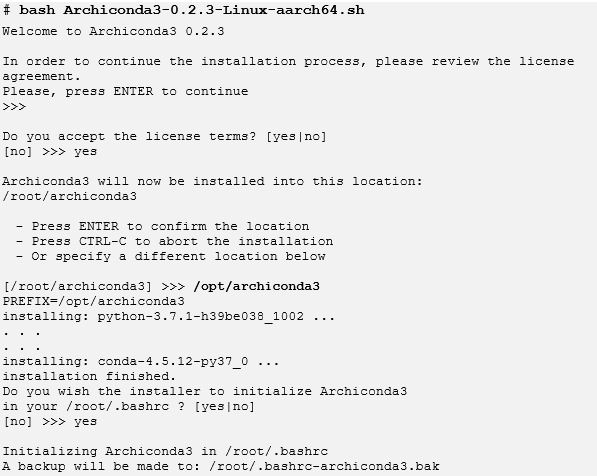 # bash Archiconda3-0.2.3-Linux-aarch64.sh
Welcome to Archiconda3 0.2.3
In order to continue the installation process, please review the license
agreement.
Please, press ENTER to continue
>>>
Do you accept the license terms? [yes|no]
[no] >>> yes
Archiconda3 will now be installed into this location:
/root/archiconda3
- Press ENTER to confirm the location
- Press CTRL-C to abort the installation
- Or specify a different location below
[/root/archiconda3] >>> /opt/archiconda3
PREFIX=/opt/archiconda3
installing: python-3.7.1-h39be038_1002 ...
. . .
. . .
installing: conda-4.5.12-py37_0 ...
installation finished.
Do you wish the installer to initialize Archiconda3
in your /root/.bashrc ? [yes|no]
[no] >>> yes
Initializing Archiconda3 in /root/.bashrc
A backup will be made to: /root/.bashrc-archiconda3.bak